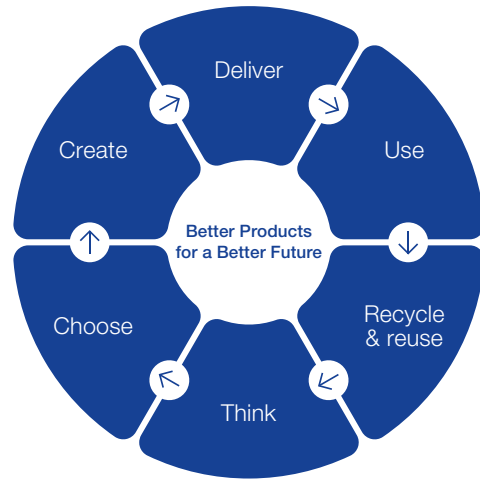 Deliver
Create
Use
Better Products
for a Better Future
Choose
Recycle
& reuse
Think